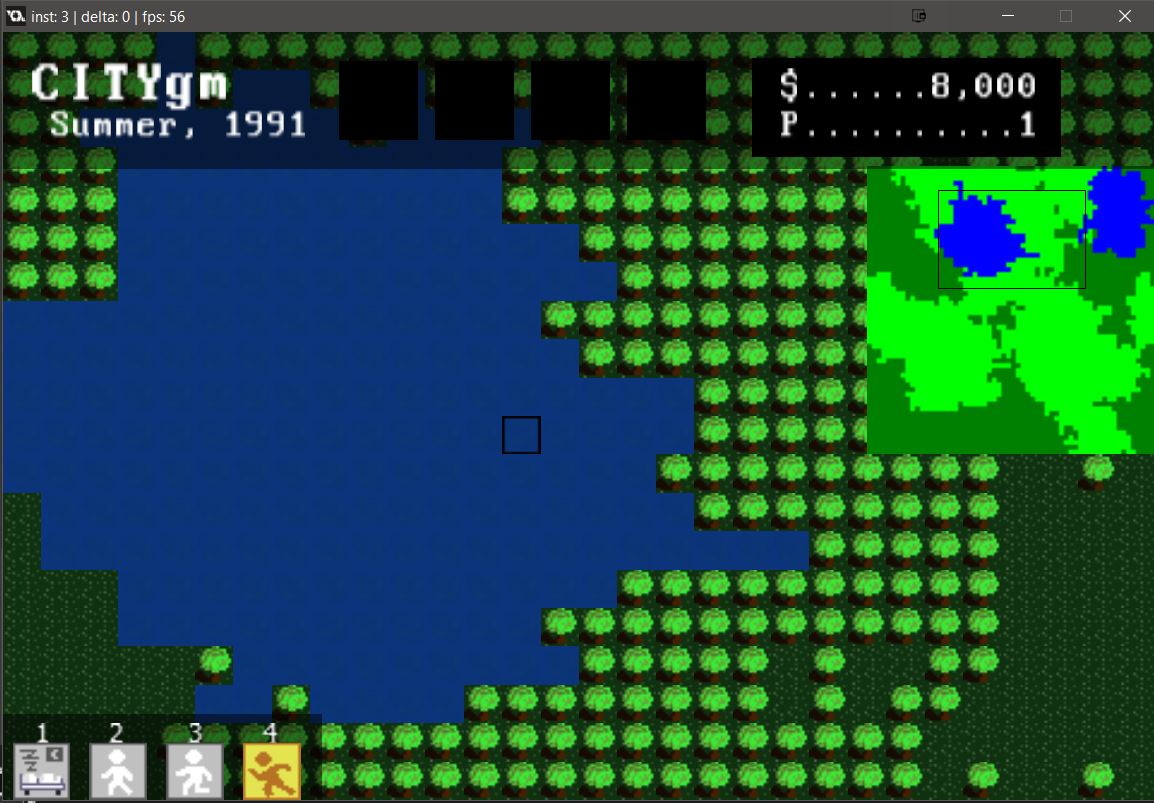 inst: 3 | delta: 0 | fps: 56
CITYgm
Summer, 1991
$......8,000
P..........1
1 2 3 4